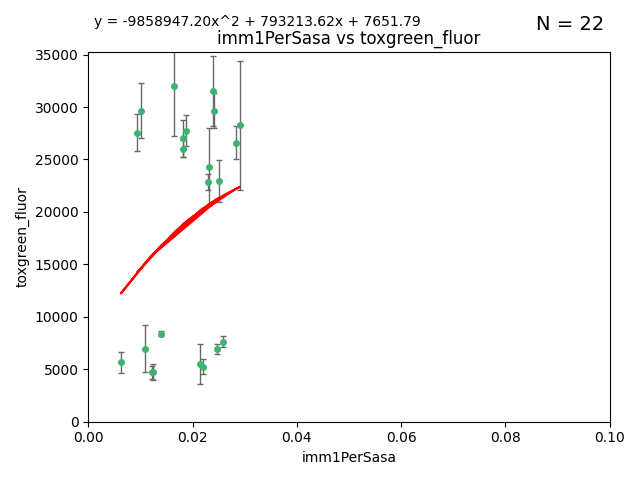 y = -9858947.20x^2 + 793213.62x + 7651.79
N = 22
imm1PerSasa vs toxgreen_fluor
35000
30000
25000
20000
15000
10000
5000
0
toxgreen_fluor
0.00 0.02 0.04 0.06 0.08 0.10
imm1PerSasa